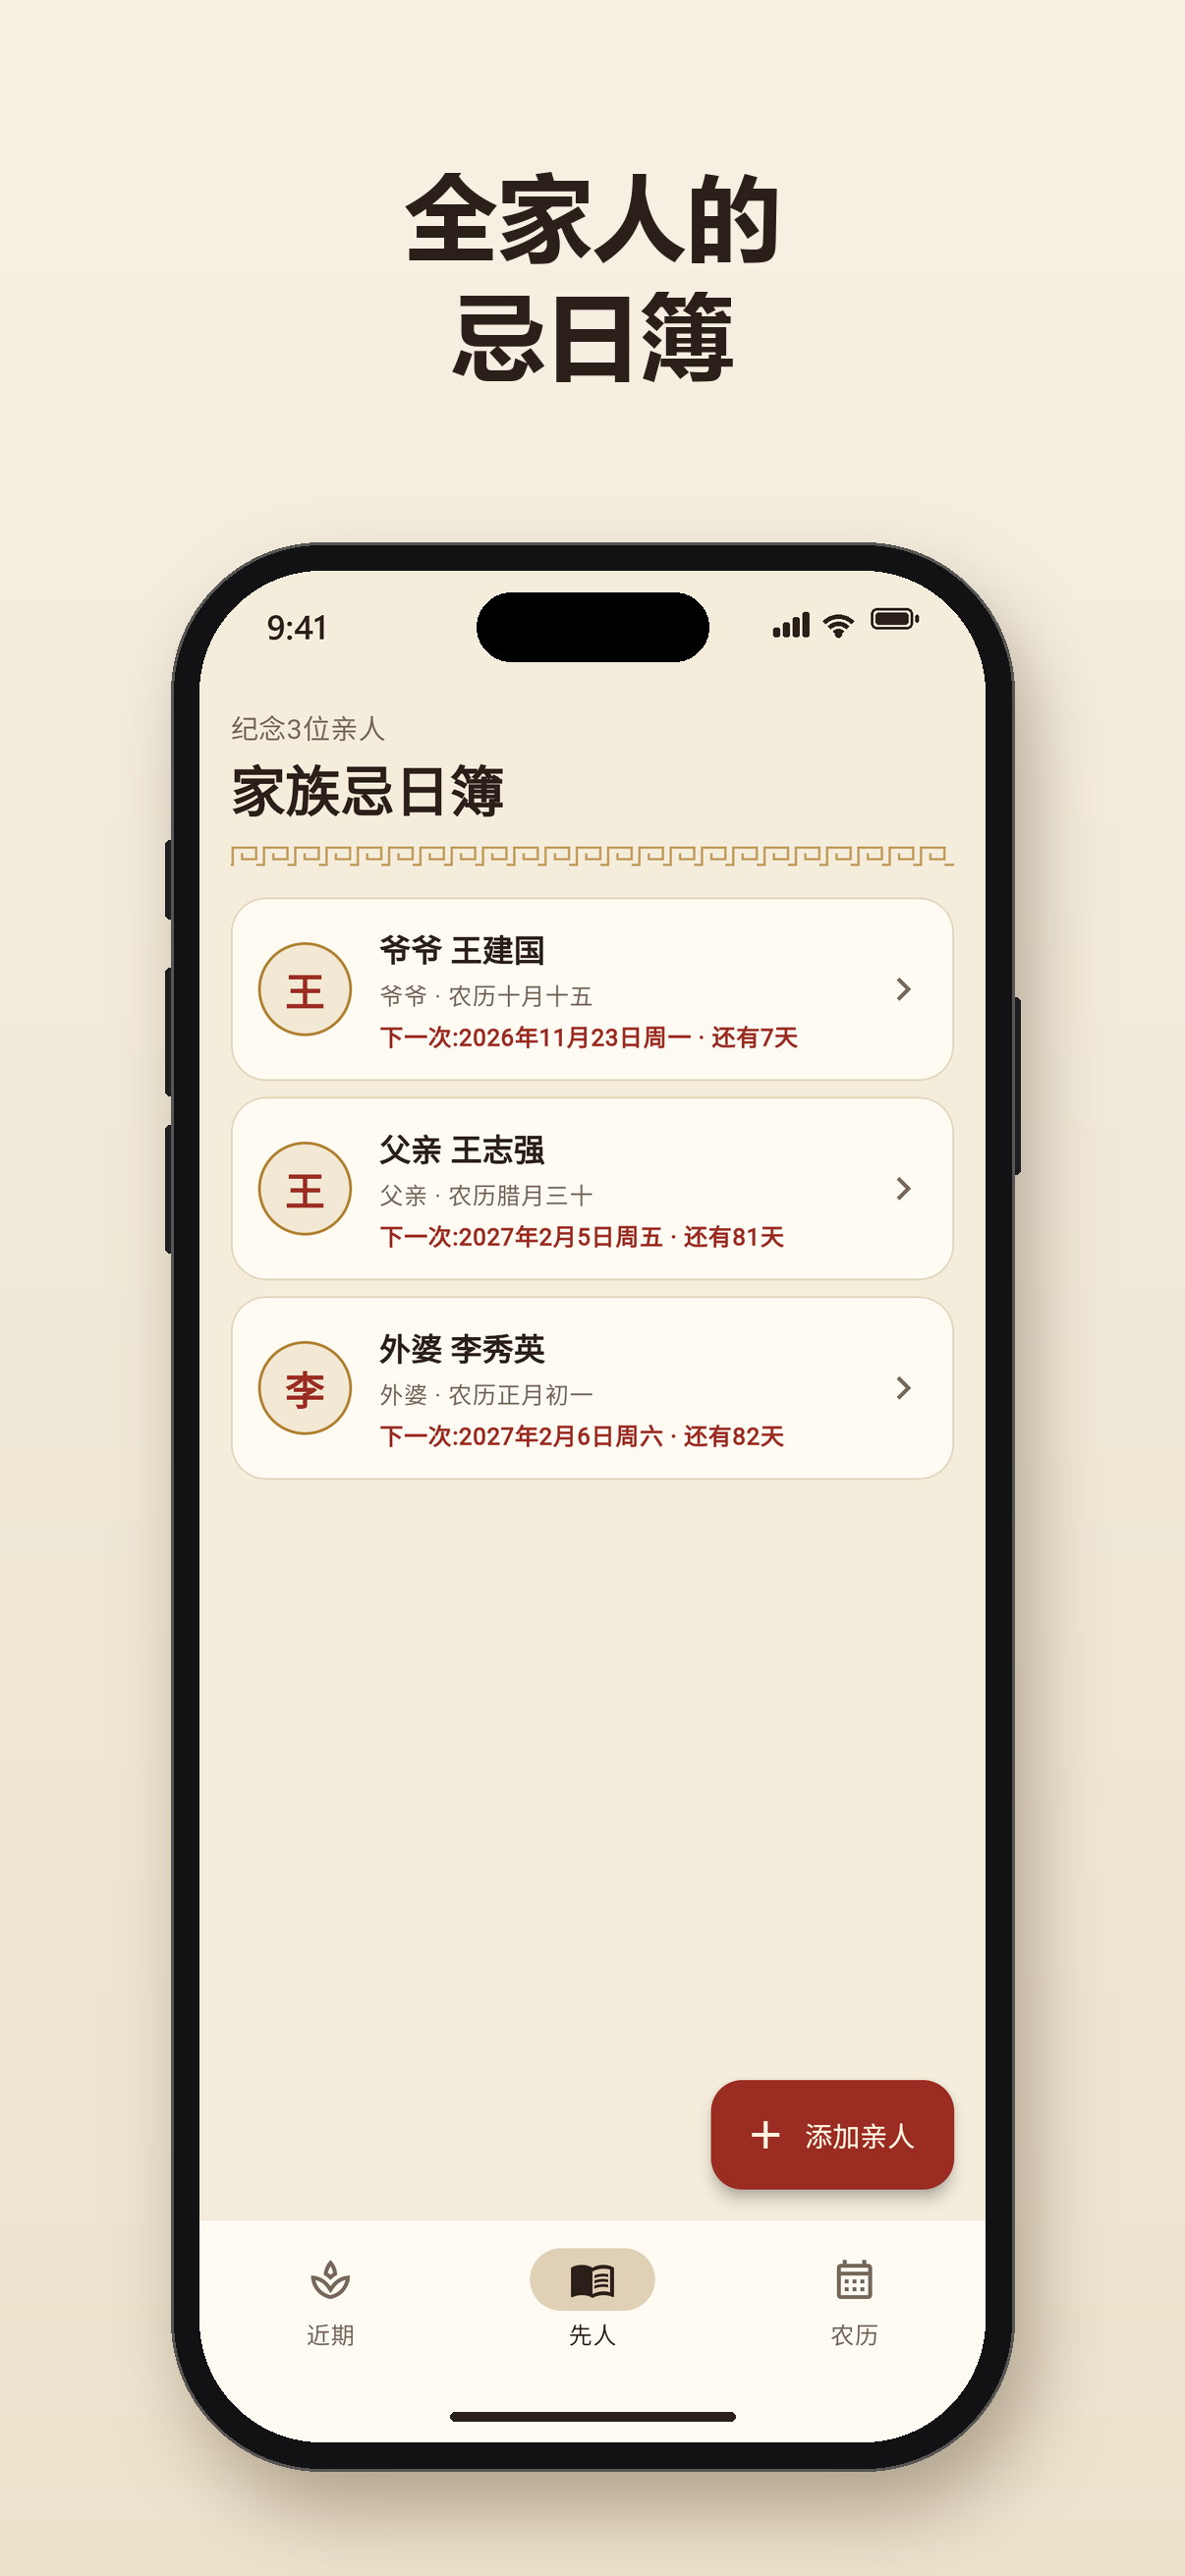 全家人的
忌日簿
9:41
纪念3位亲人
家族忌日簿
王
爷爷 王建国
爷爷 · 农历十月十五
下一次:2026年11月23日周一 · 还有7天
王
父亲 王志强
父亲 · 农历腊月三十
下一次:2027年2月5日周五 · 还有81天
李
外婆 李秀英
外婆 · 农历正月初一
下一次:2027年2月6日周六 · 还有82天
+ 添加亲人
近期
先人
农历